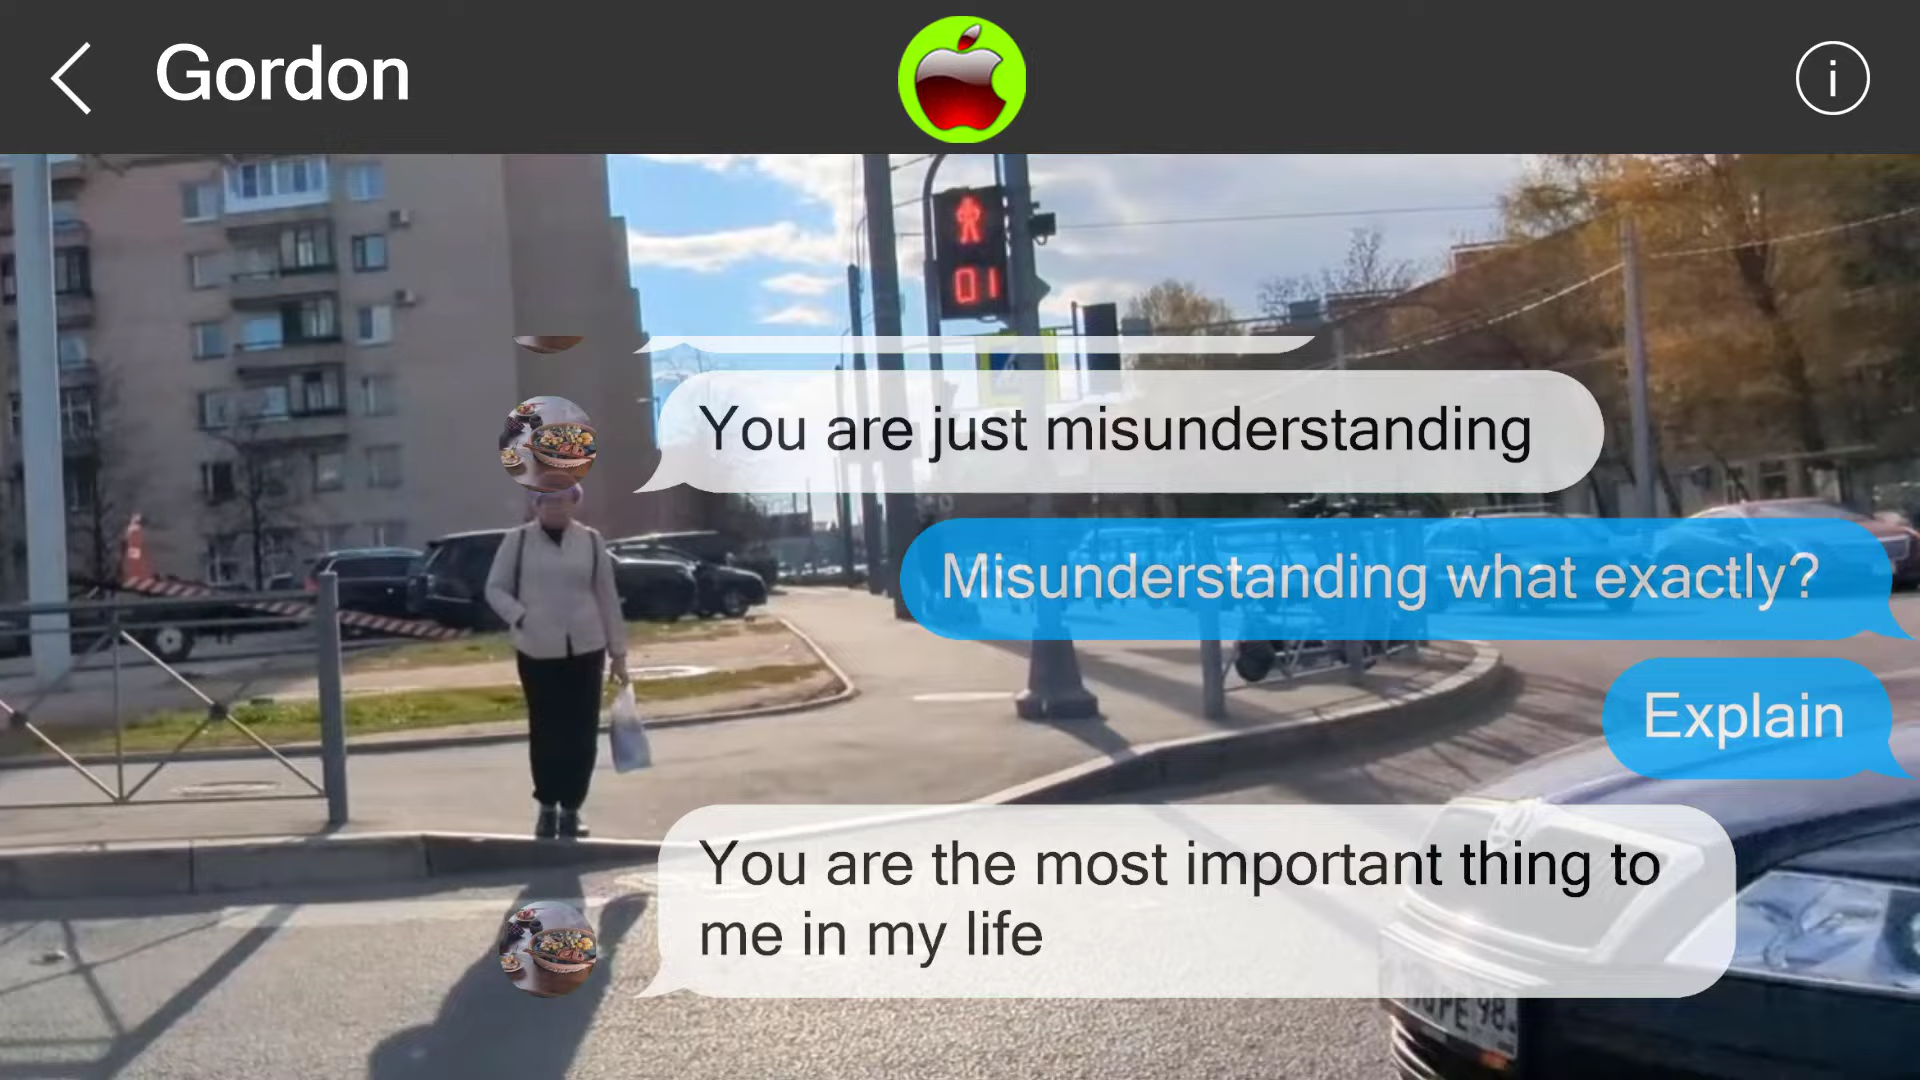 Gordon
i
01
You are just misunderstanding
Misunderstanding what exactly?
Explain
You are the most important thing to
me in my life